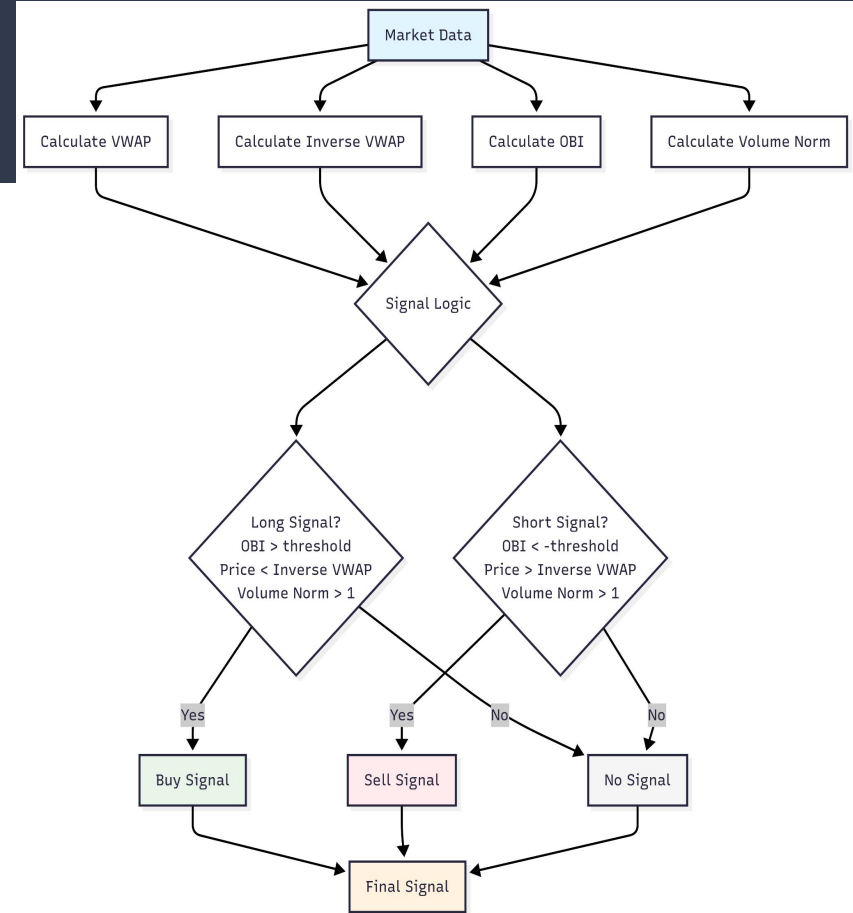 Market Data
Calculate VWAP
Calculate Inverse VWAP
Calculate OBI
Calculate Volume Norm
Signal Logic
Long Signal?
OBI > threshold
Price < Inverse VWAP
Volume Norm > 1
Short Signal?
OBI < -threshold
Price > Inverse VWAP
Volume Norm > 1
Yes
Yes
No
No
Buy Signal
Sell Signal
No Signal
Final Signal